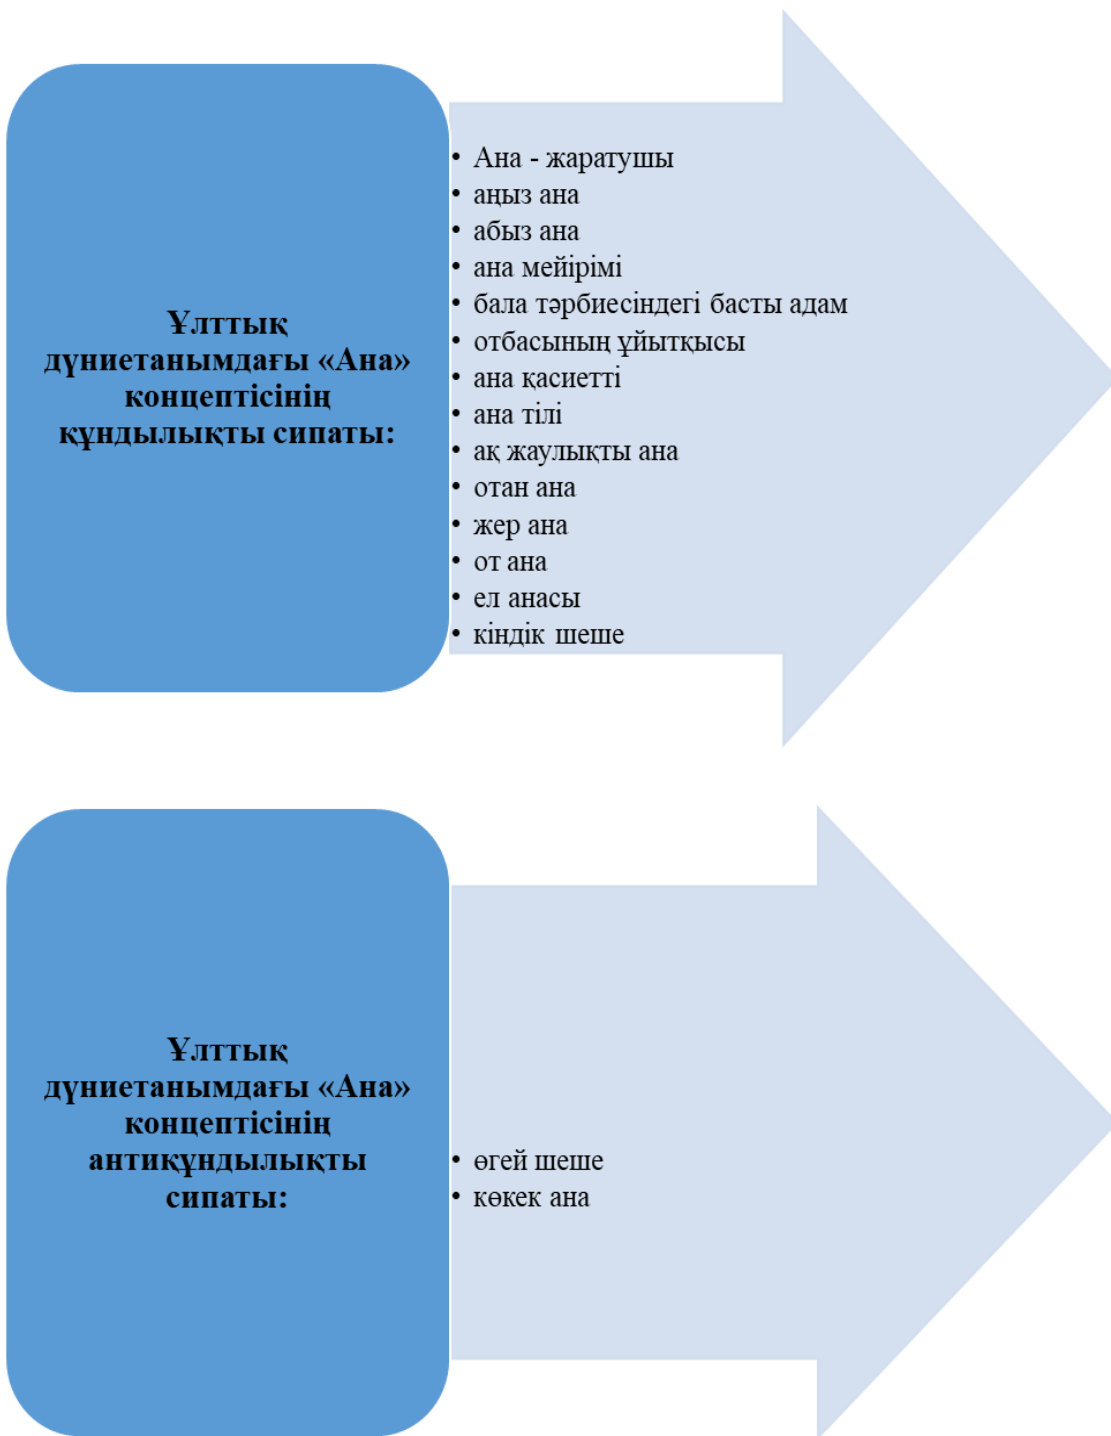 Ұлттық
дүниетанымдағы «Ана»
концептісінің
құндылықты сипаты:
• Ана - жаратушы
• аңыз ана
• абыз ана
• ана мейірімі
• бала тәрбиесіндегі басты адам
• отбасының ұйытқысы
• ана қасиетті
• ана тілі
• ақ жаулықты ана
• отан ана
• жер ана
• от ана
• ел анасы
• кіндік шеше
Ұлттық
дүниетанымдағы «Ана»
концептісінің
антиқұндылықты
сипаты:
• өгей шеше
• көкек ана